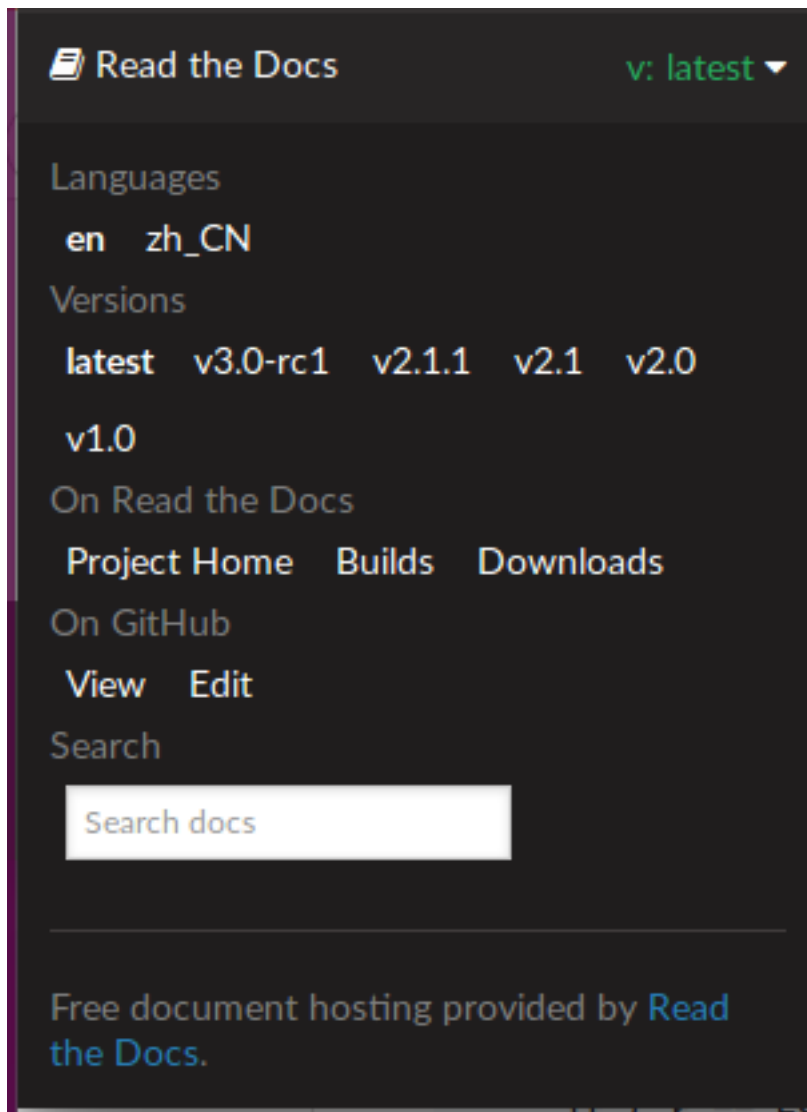 Read the Docs v: latest
Languages
en zh_CN
Versions
latest v3.0-rc1 v2.1.1 v2.1 v2.0
v1.0
On Read the Docs
Project Home Builds Downloads
On GitHub
View Edit
Search
Search docs
Free document hosting provided by Read
the Docs.